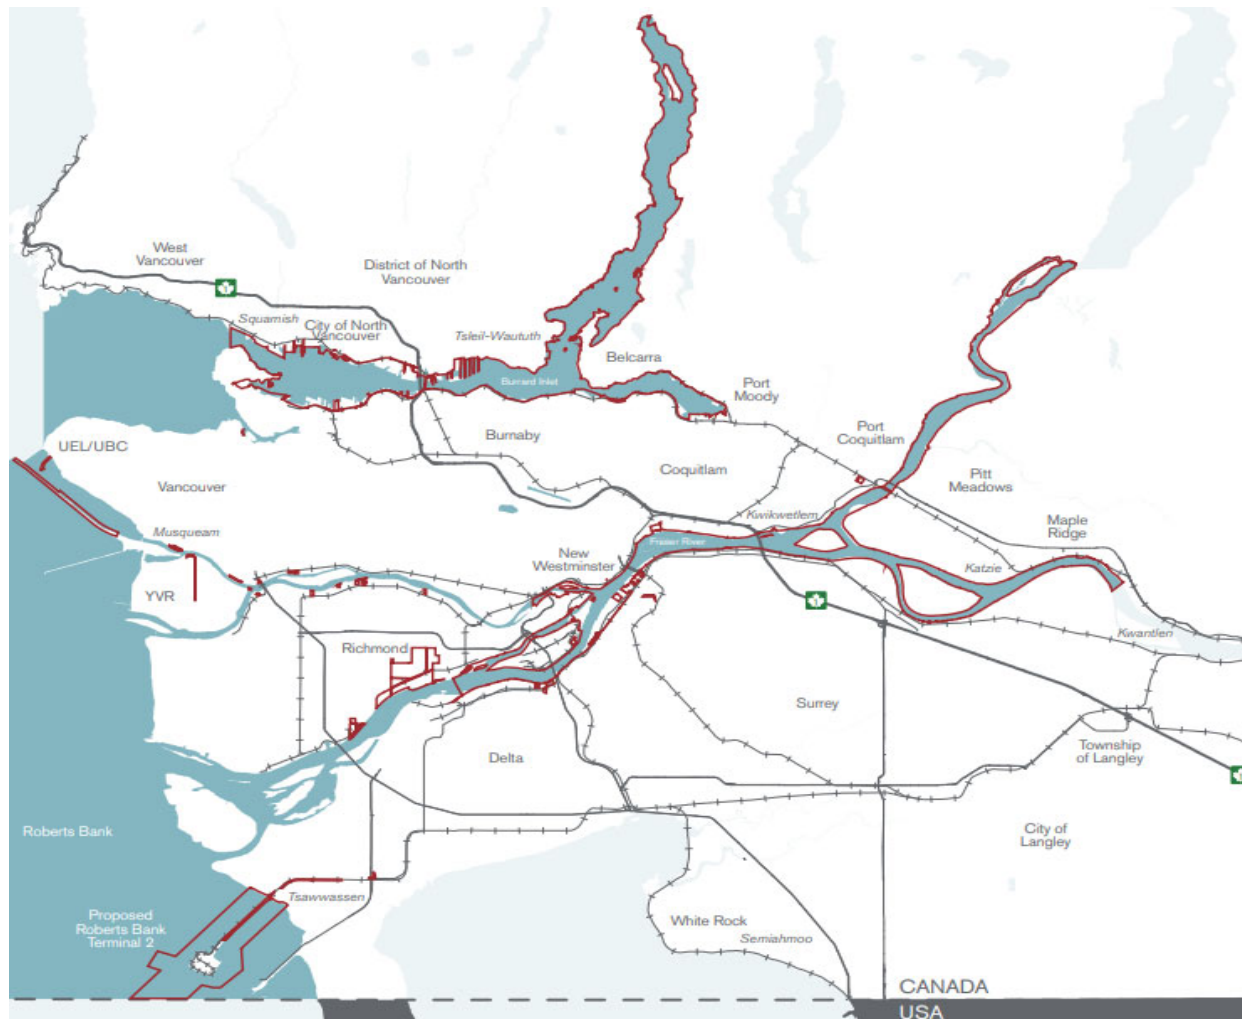 West
Vancouver
District of North
Vancouver
1
Squamish
City of North
Vancouver
Tsleil-Waututh
Belcarra
Burrard Inlet
Port
Moody
UEL/UBC
Burnaby
Port
Coquitlam
Coquitlam
Pitt
Meadows
Vancouver
Kwikwetlem
Maple
Ridge
Musqueam
Fraser River
New
Westminster
Katzie
YVR
1
Kwantlen
Richmond
Surrey
Delta
Township
of Langley
1
Roberts Bank
City of
Langley
Tsawwassen
Proposed
Roberts Bank
Terminal 2
White Rock
Semiahmoo
CANADA
USA